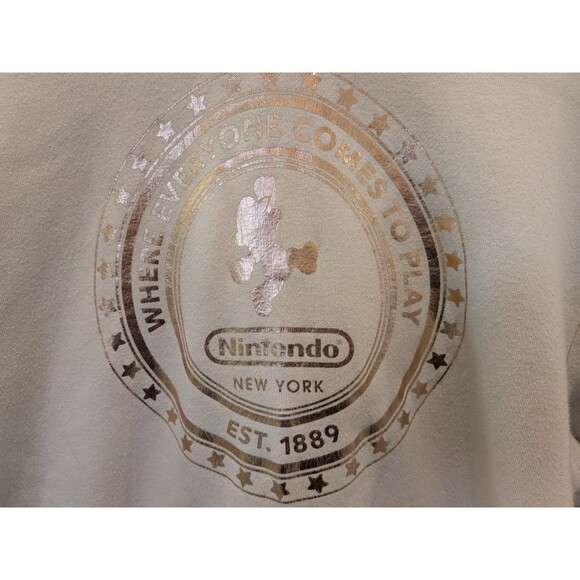 WHERE EVERYONE COMES TO PLAY
Nintendo®
NEW YORK
EST. 1889